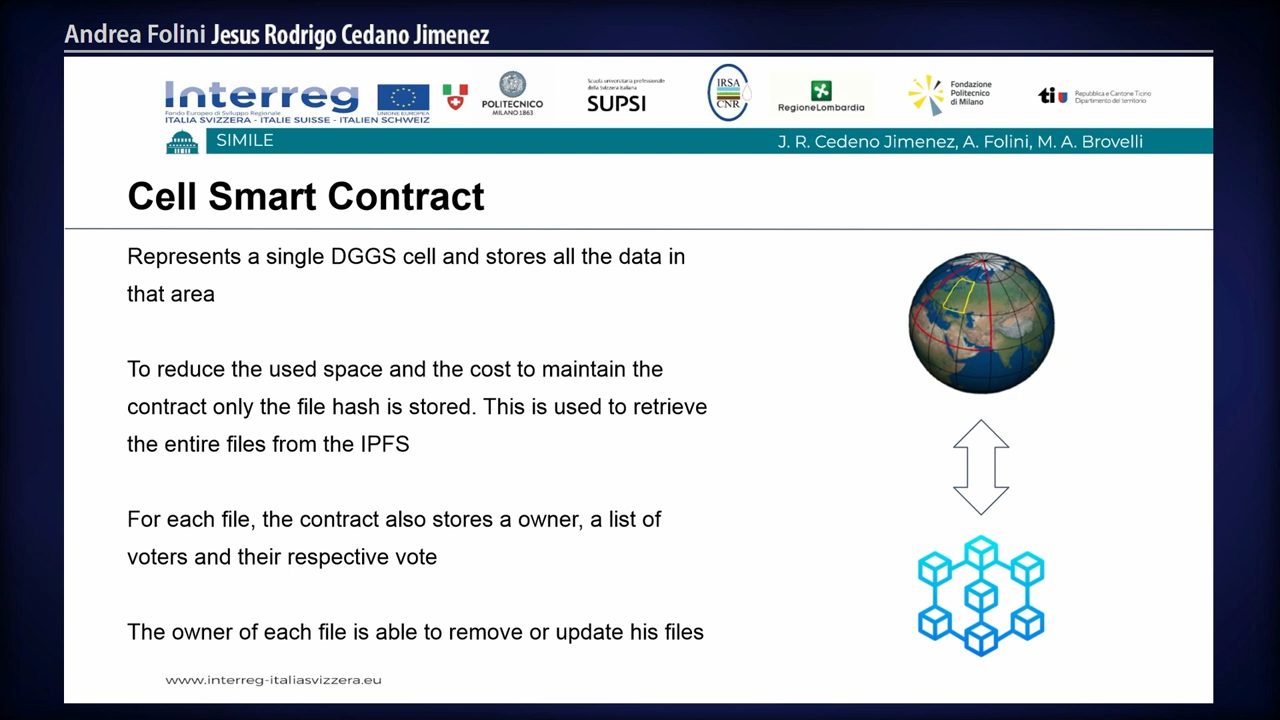 Andrea Folini Jesus Rodrigo Cedano Jimenez
Interreg
Fondo Europeo di Sviluppo Regionale
UNIONE EUROPEA
ITALIA SVIZZERA - ITALIE SUISSE - ITALIEN SCHWEIZ
POLITECNICO
MILANO 1863
Scuola universitaria professionale
della Svizzera italiana
SUPSI
IRSA
CNR
RegioneLombardia
Fondazione
Politecnico
di Milano
ti
Repubblica e Cantone Ticino
Dipartimento del territorio
SIMILE
J. R. Cedeno Jimenez, A. Folini, M. A. Brovelli
Cell Smart Contract
Represents a single DGGS cell and stores all the data in
that area
To reduce the used space and the cost to maintain the
contract only the file hash is stored. This is used to retrieve
the entire files from the IPFS
For each file, the contract also stores a owner, a list of
voters and their respective vote
The owner of each file is able to remove or update his files
www.interreg-italiasvizzera.eu